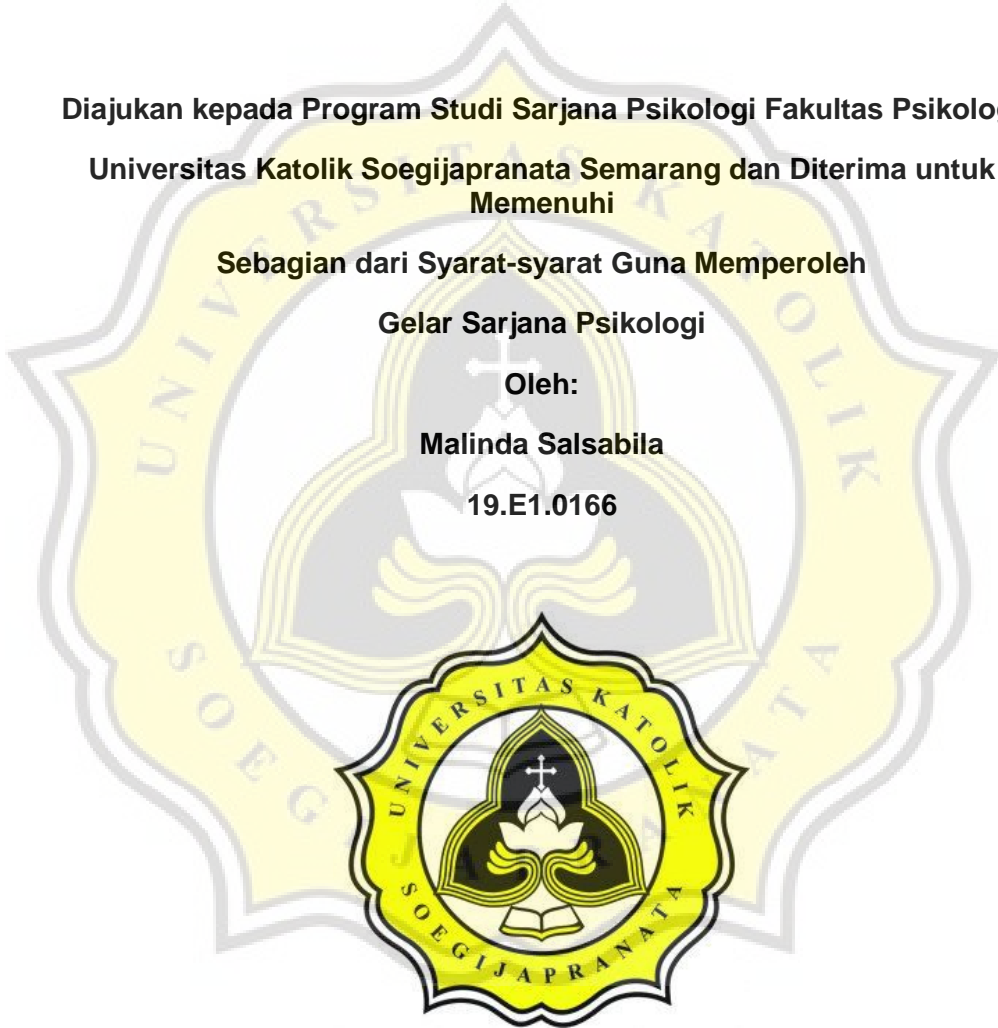 Diajukan kepada Program Studi Sarjana Psikologi Fakultas Psikolog
Universitas Katolik Soegijapranata Semarang dan Diterima untuk
Memenuhi
Sebagian dari Syarat-syarat Guna Memperoleh
Gelar Sarjana Psikologi
Oleh:
Malinda Salsabila
19.E1.0166
UNIVERSITAS KATOLIK
SOEGIJAPRANATA